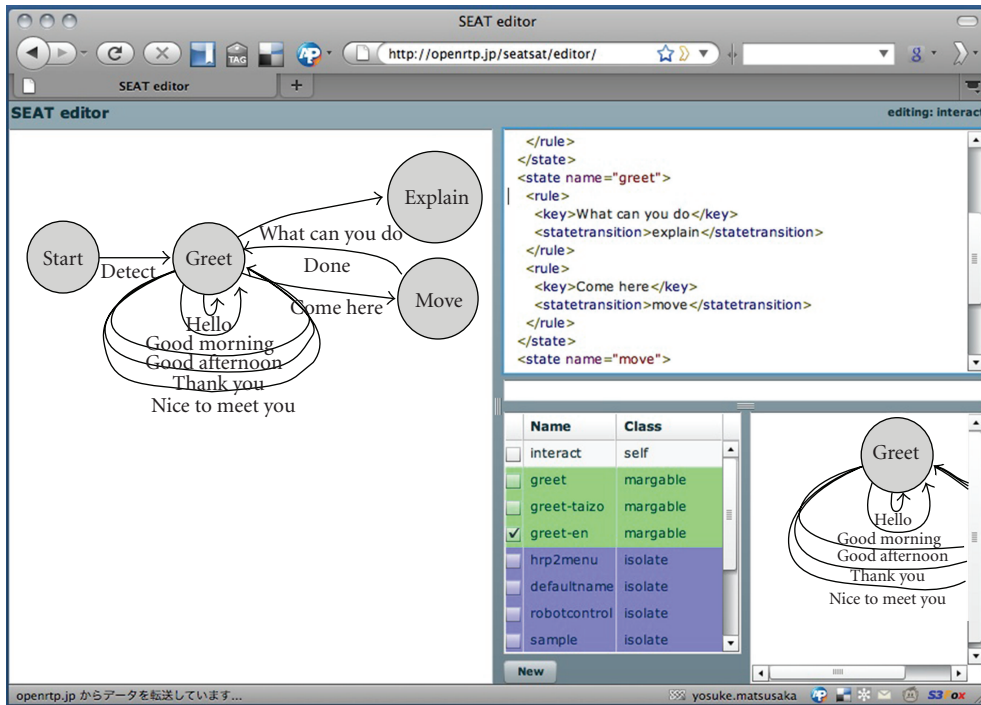 SEAT editor
TAG
http://openrtp.jp/seatsat/editor/
SEAT editor
SEAT editor
editing: interact
Start
Detect
Greet
Explain
What can you do
Done
Move
Come here
Hello
Good morning
Good afternoon
Thank you
Nice to meet you
</rule>
</state>
<state name="greet">
<rule>
<key>What can you do</key>
<statetransition>explain</statetransition>
</rule>
<rule>
<key>Come here</key>
<statetransition>move</statetransition>
</rule>
</state>
<state name="move">
Name Class
interact self
greet margable
greet-taizo margable
greet-en margable
hrp2menu isolate
defaultname isolate
robotcontrol isolate
sample isolate
New
Greet
Hello
Good morning
Good afternoon
Thank you
Nice to meet you
openrtp.jp からデータを転送しています...
yosuke.matsusaka
S3Fox